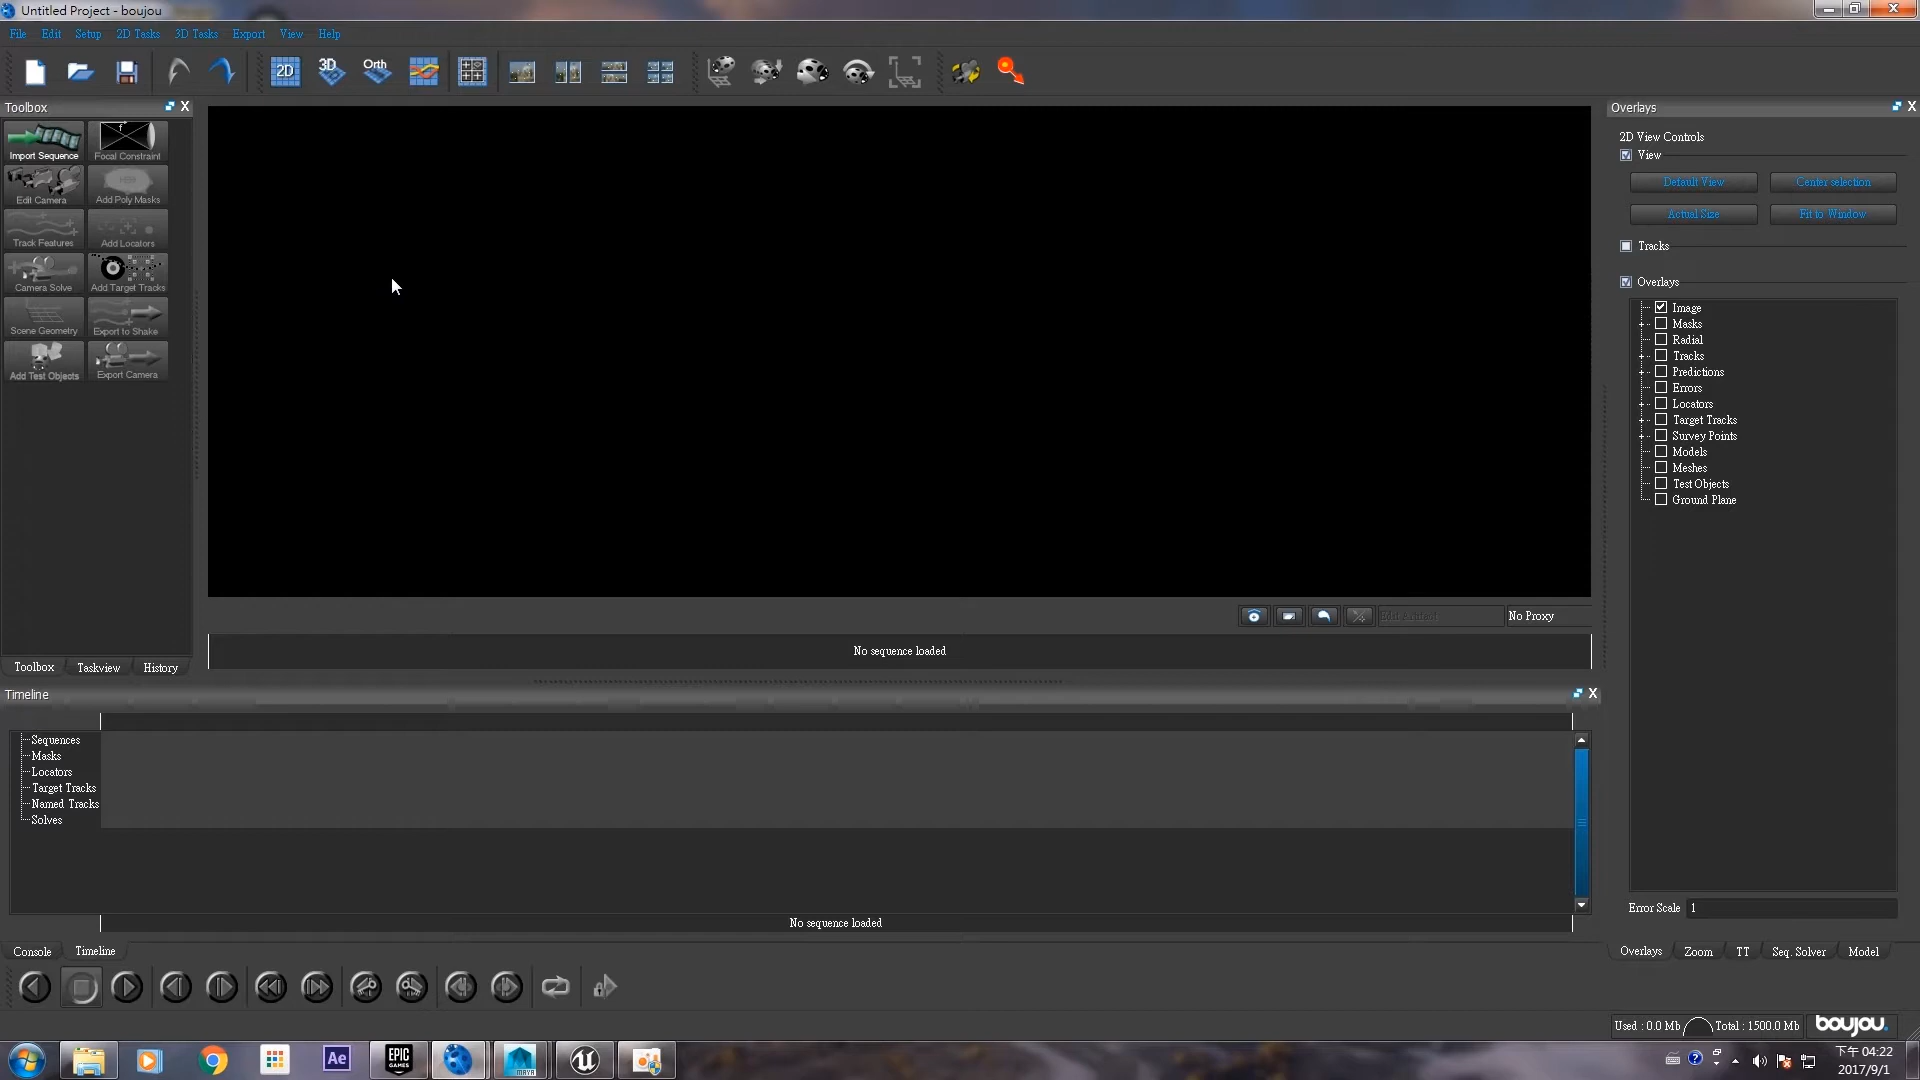 Untitled Project - boujou
File Edit Setup 2D Tasks 3D Tasks Export View Help
2D 3D Orth
Toolbox
Import Sequence Focal Constraint
Edit Camera Add Poly Masks
Track Features Add Locators
Camera Solve Add Target Tracks
Scene Geometry Export to Shake
Add Test Objects Export Camera
Toolbox Taskview History
No Proxy
No sequence loaded
Overlays
2D View Controls
View
Default View Center selection
Actual Size Fit to Window
Tracks
Overlays
Image
Masks
Radial
Tracks
Predictions
Errors
Locators
Target Tracks
Survey Points
Models
Meshes
Test Objects
Ground Plane
Error Scale 1
Overlays Zoom TT Seq. Solver Model
Timeline
Sequences
Masks
Locators
Target Tracks
Named Tracks
Solves
No sequence loaded
Console Timeline
Used : 0.0 Mb Total : 1500.0 Mb boujou.
Ae EPIC GAMES MAYA
下午 04:22
2017/9/1